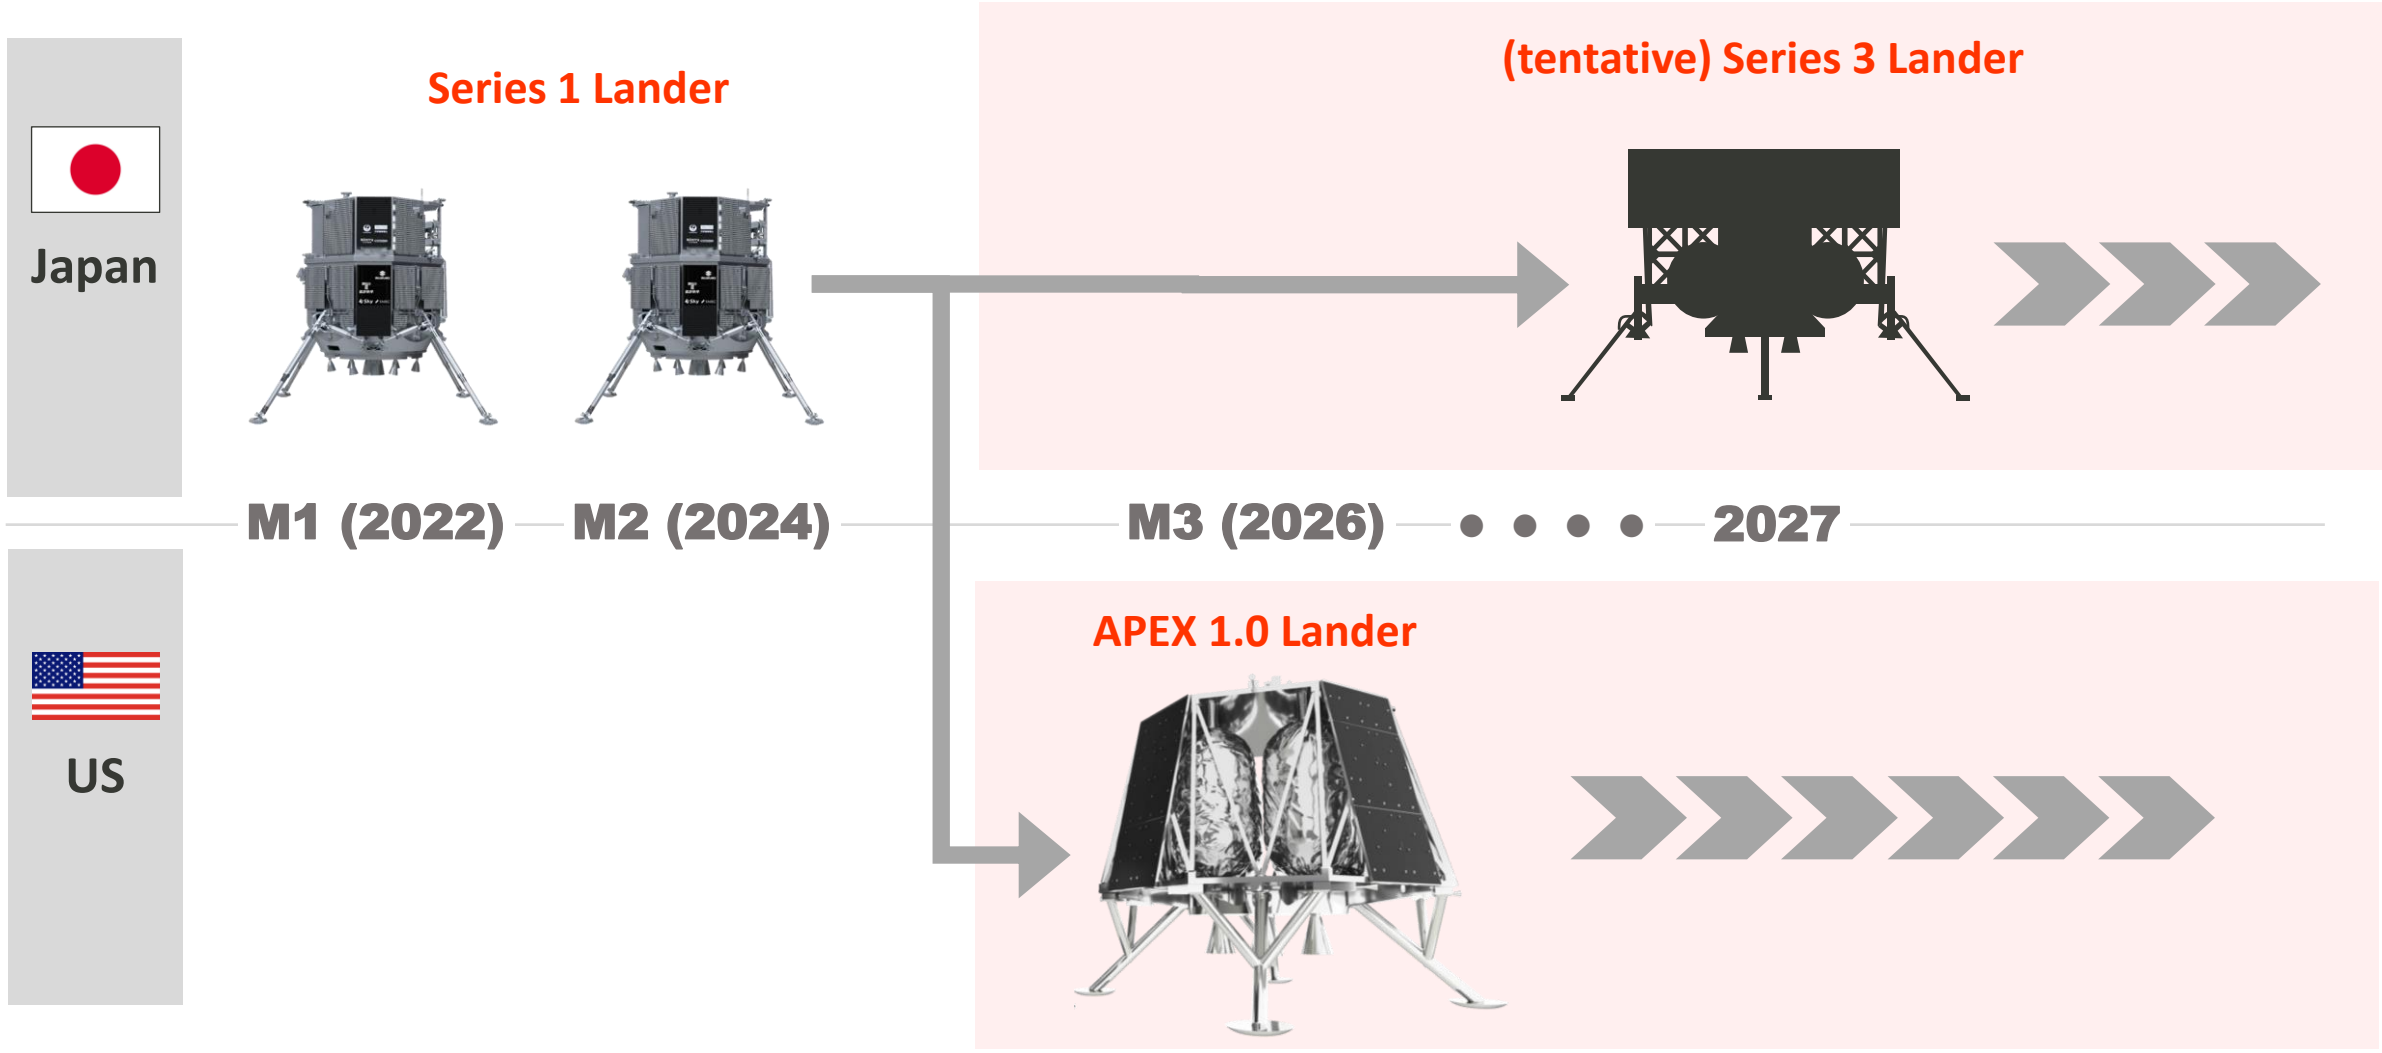 Series 1 Lander
(tentative) Series 3 Lander
Japan
M1 (2022)
M2 (2024)
M3 (2026)
2027
APEX 1.0 Lander
US